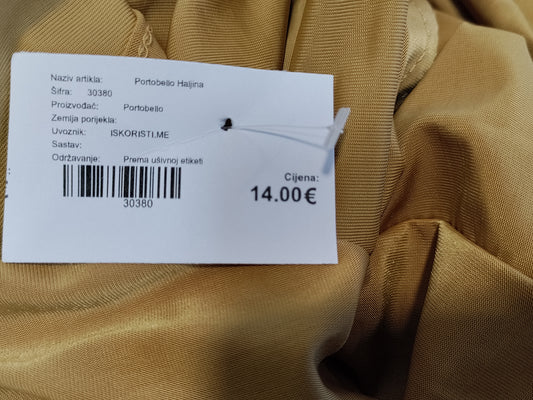 Naziv artikla: Portobello Haljina
Šifra: 30380
Proizvođač: Portobello
Zemlja porijekla:
Uvoznik: ISKORISTI.ME
Sastav:
Održavanje: Prema ušivnoj etiketi
30380
Cijena:
14.00€